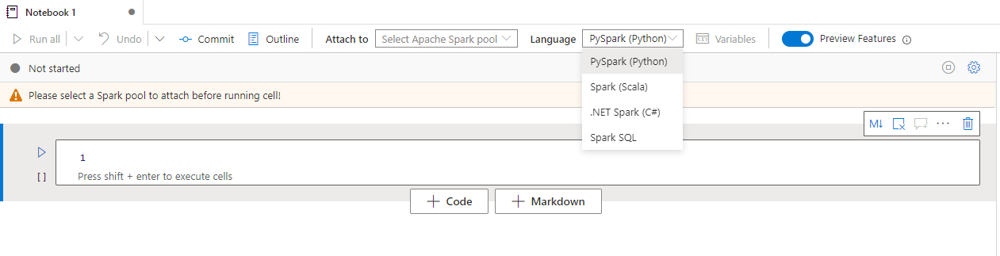 Notebook 1
Run all Undo Commit Outline Attach to Select Apache Spark pool Language PySpark (Python) Variables Preview Features
Not started
PySpark (Python)
Spark (Scala)
.NET Spark (C#)
Spark SQL
Please select a Spark pool to attach before running cell!
M↓
1
[ ] Press shift + enter to execute cells
+ Code + Markdown